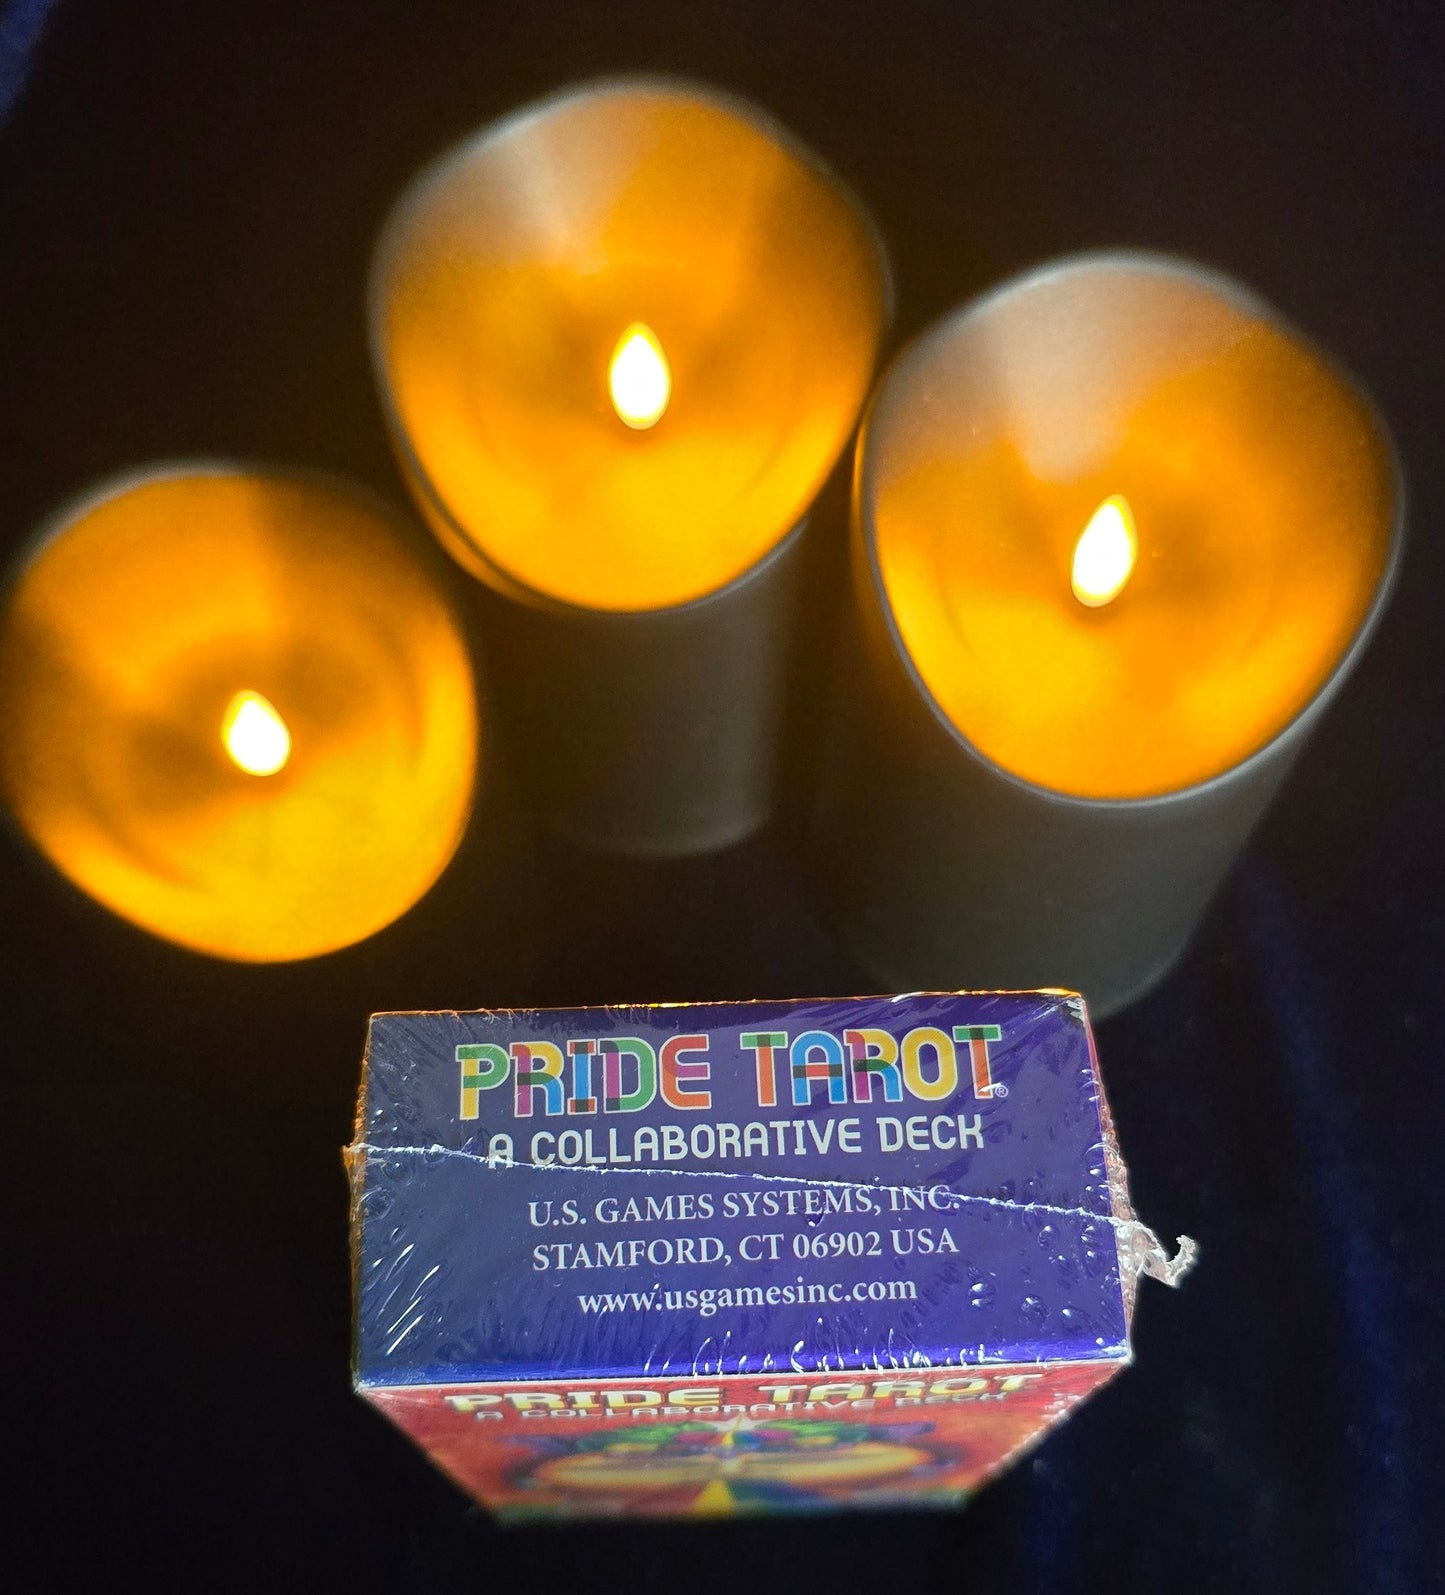 PRIDE TAROT®
A COLLABORATIVE DECK
U.S. GAMES SYSTEMS, INC.
STAMFORD, CT 06902 USA
www.usgamesinc.com
PRIDE TAROT
A COLLABORATIVE DECK